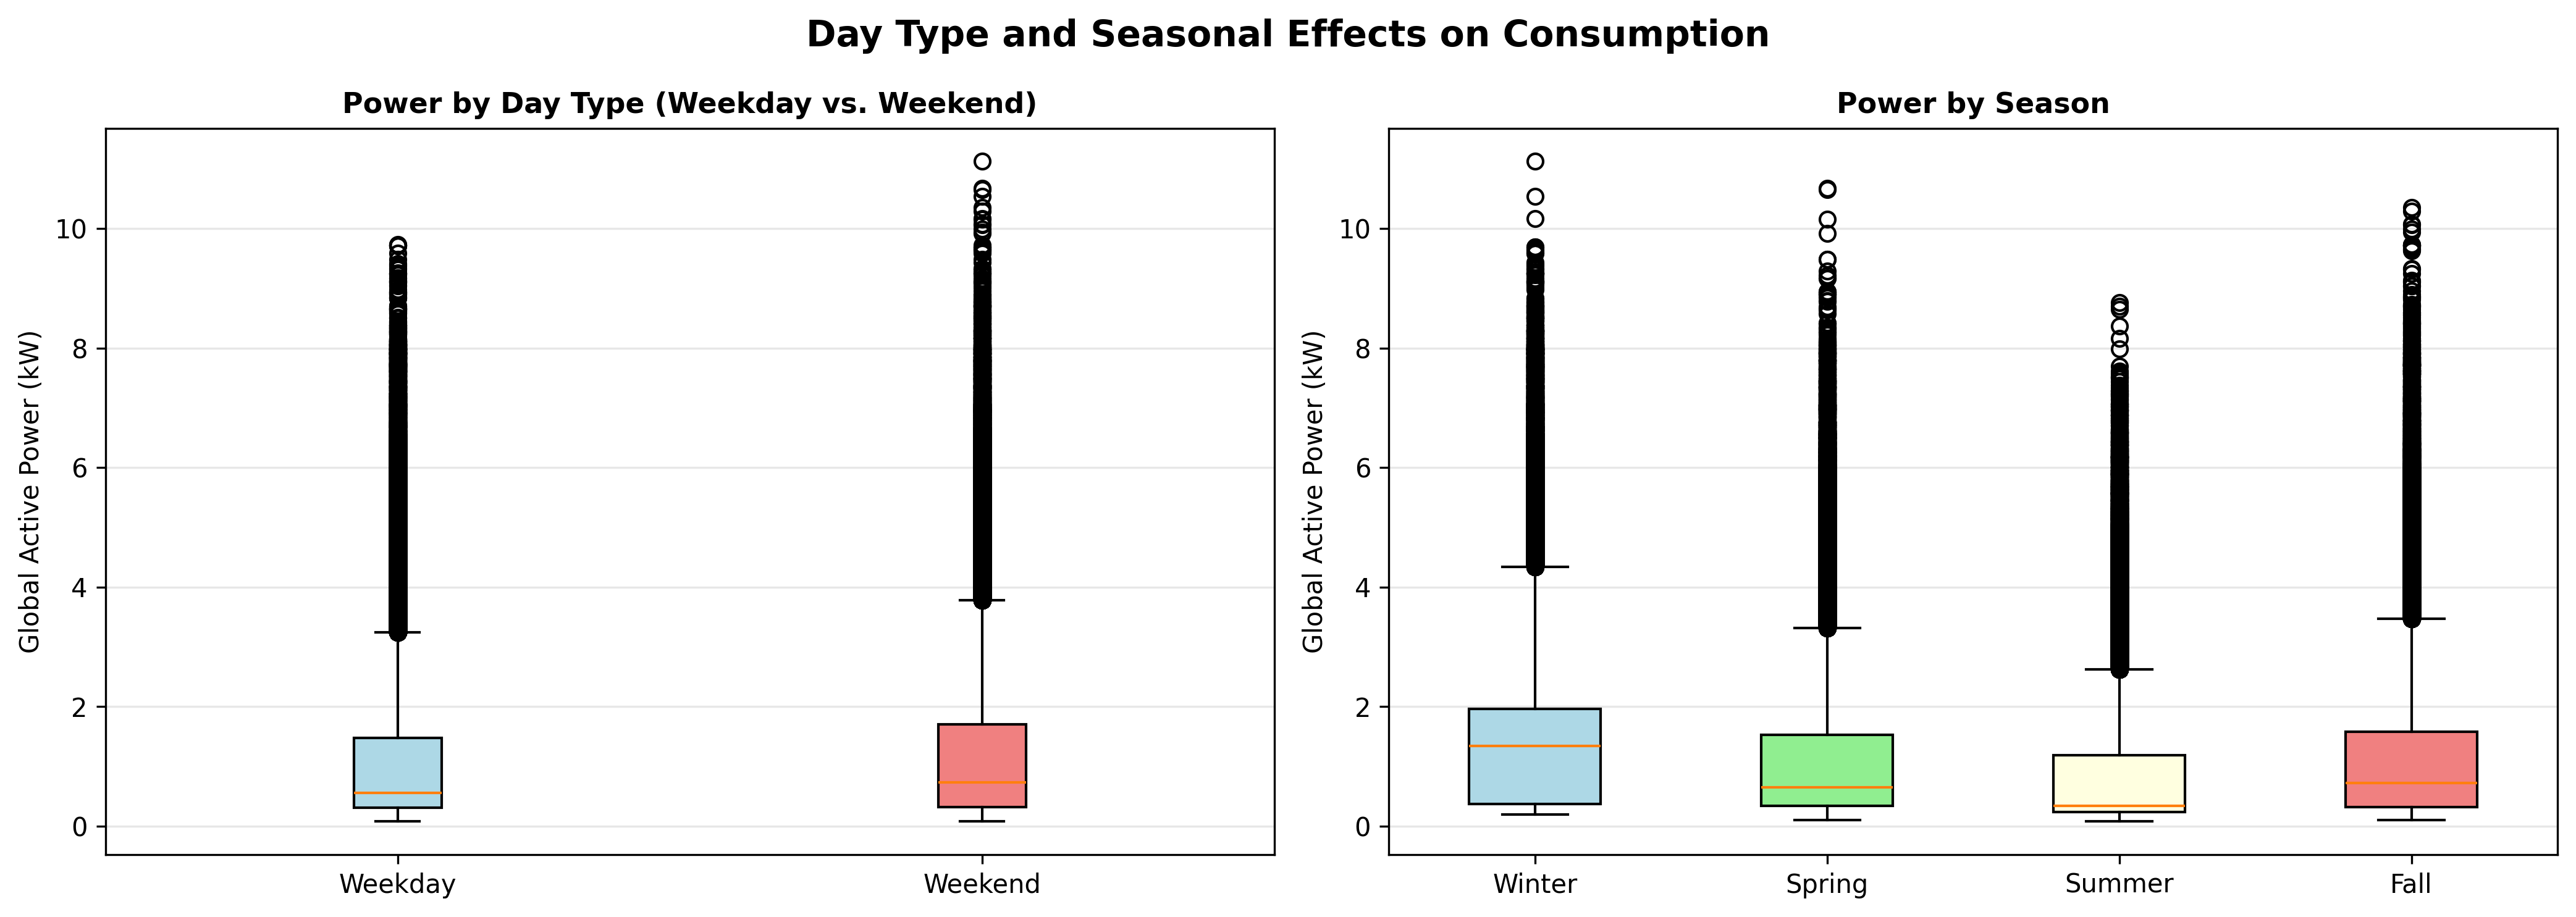 Day Type and Seasonal Effects on Consumption
Power by Day Type (Weekday vs. Weekend)
Global Active Power (kW)
10
8
6
4
2
0
Weekday
Weekend
Power by Season
Global Active Power (kW)
10
8
6
4
2
0
Winter
Spring
Summer
Fall